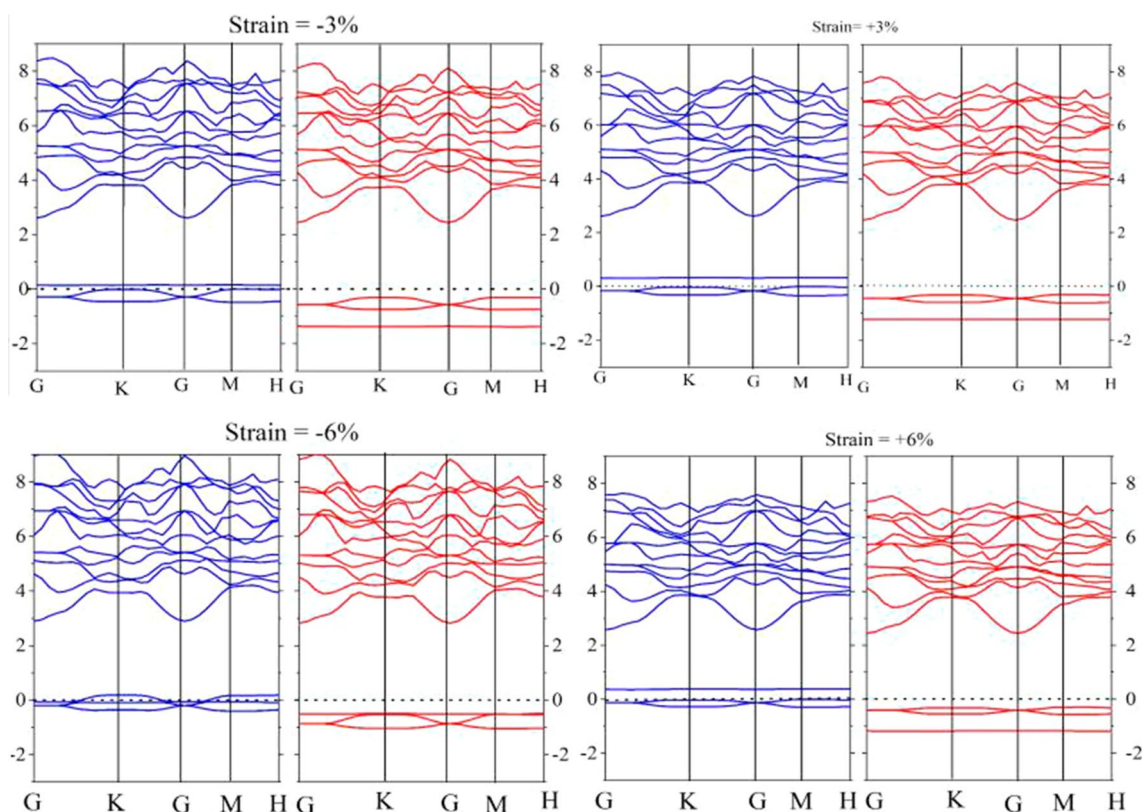 Strain = -3%
Strain= +3%
8 8 8 8
6 6 6 6
4 4 4 4
2 2 2 2
0 0 0 0
-2 -2 -2 -2
G K G M H G K G M H G K G M H G K G M H
Strain = -6%
Strain = +6%
8 8 8 8
6 6 6 6
4 4 4 4
2 2 2 2
0 0 0 0
-2 -2 -2 -2
G K G M H G K G M H G K G M H G K G M H